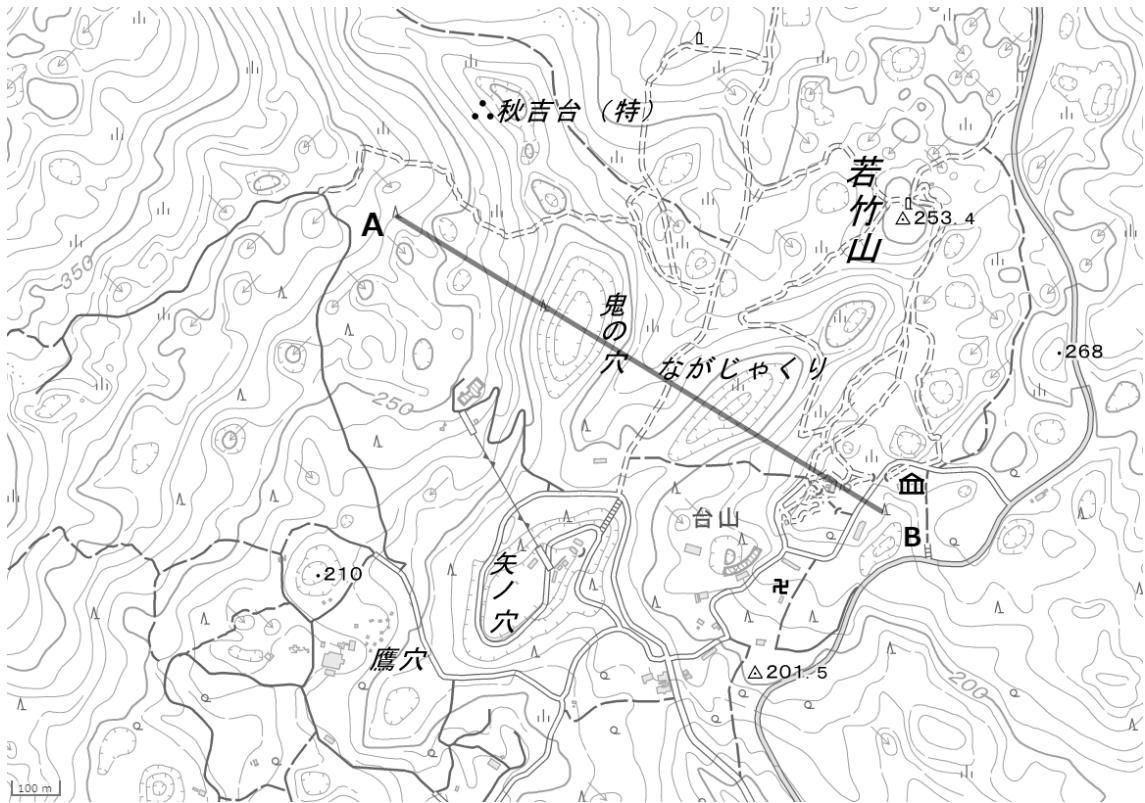 秋吉台（特）
若竹山
253.4
A
350
鬼の穴
ながじゃくり
268
250
台山
B
矢ノ穴
210
卍
鷹穴
201.5
200
100 m